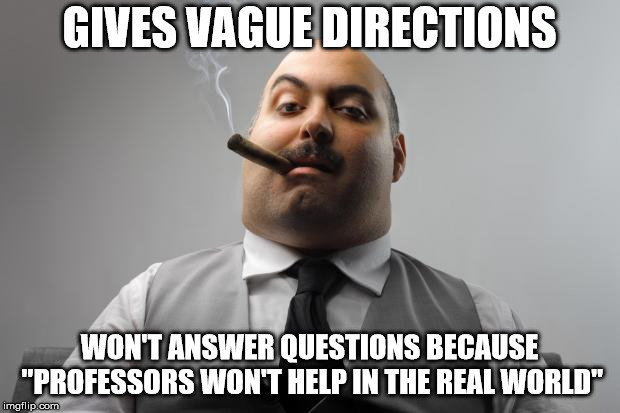 GIVES VAGUE DIRECTIONS
WON'T ANSWER QUESTIONS BECAUSE
"PROFESSORS WON'T HELP IN THE REAL WORLD"
imgflip.com